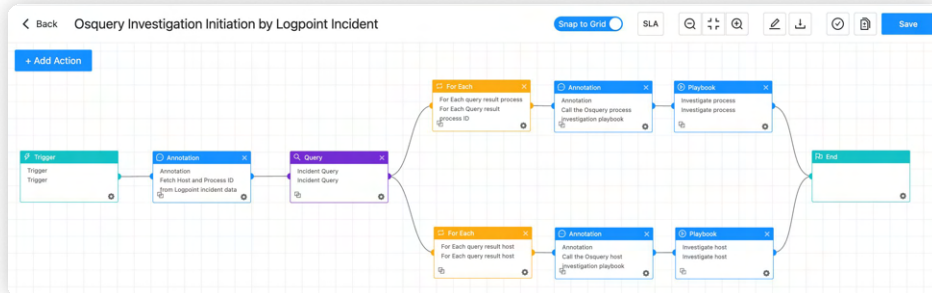 Back
Osquery Investigation Initiation by Logpoint Incident
Snap to Grid
SLA
Save
+ Add Action
For Each
For Each query result process
For Each Query result
process ID
Annotation
Annotation
Call the Osquery process
investigation playbook
Playbook
Investigate process
Investigate process
Trigger
Trigger
Trigger
Annotation
Annotation
Fetch Host and Process ID
from Logpoint incident data
Query
Incident Query
Incident Query
End
For Each
For Each query result host
For Each query result host
Annotation
Annotation
Call the Osquery host
investigation playbook
Playbook
Investigate host
Investigate host